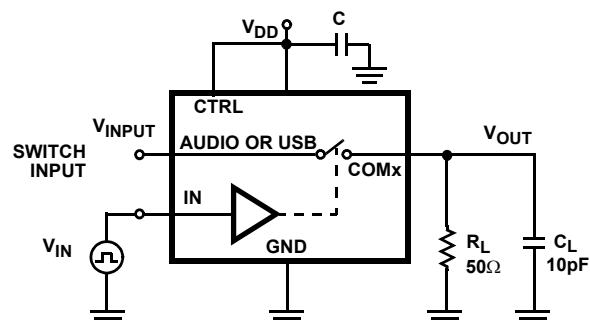 VDD
C
CTRL
VINPUT
SWITCH
INPUT
AUDIO OR USB
COMx
VOUT
IN
VIN
GND
RL
50Ω
CL
10pF